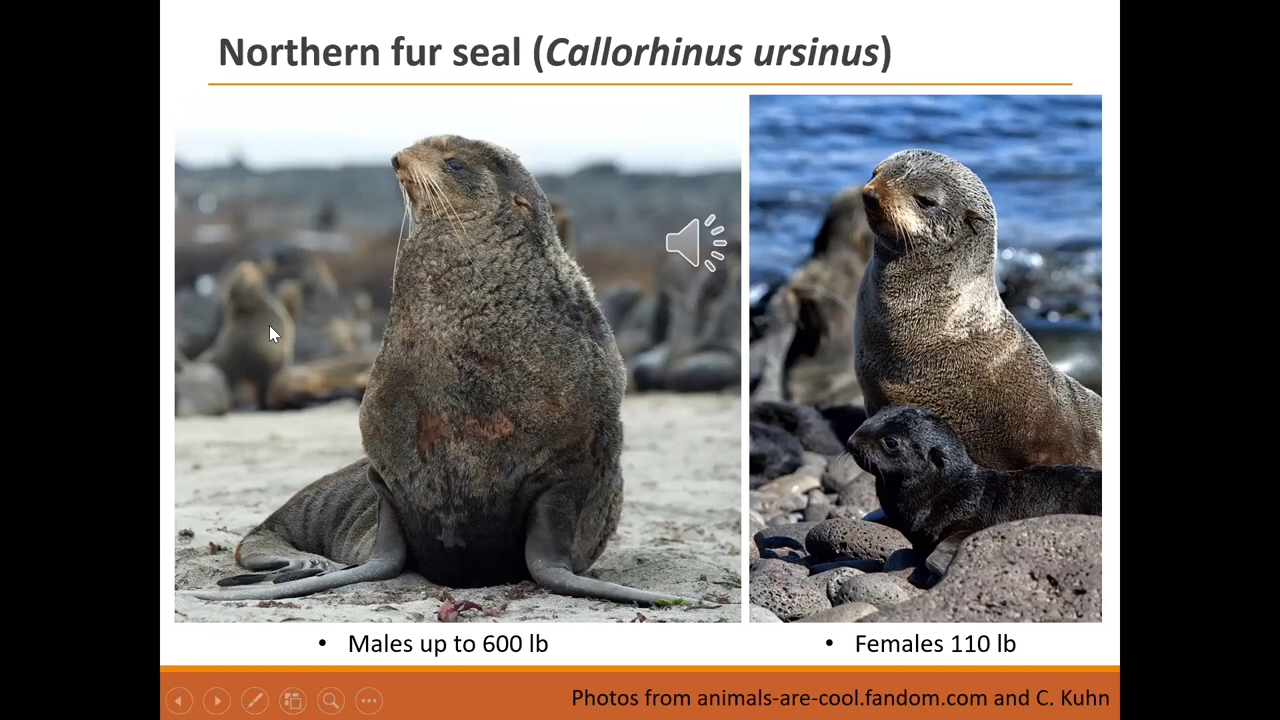 Northern fur seal (Callorhinus ursinus)
• Males up to 600 lb
• Females 110 lb
Photos from animals-are-cool.fandom.com and C. Kuhn